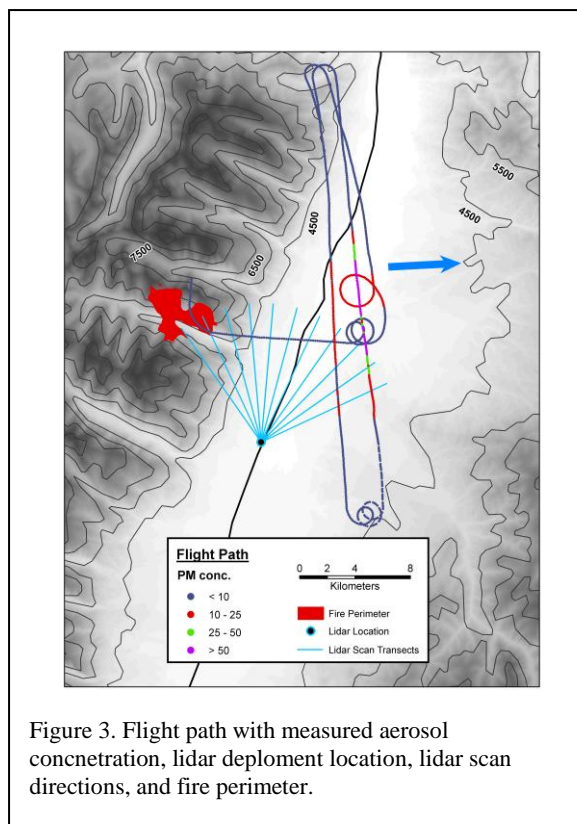 5500
4500
4500
7500
6500
Flight Path
PM conc.
< 10
10 - 25
25 - 50
> 50
0 2 4 8
Kilometers
Fire Perimeter
Lidar Location
Lidar Scan Transects
Figure 3. Flight path with measured aerosol
concnetration, lidar deploment location, lidar scan
directions, and fire perimeter.